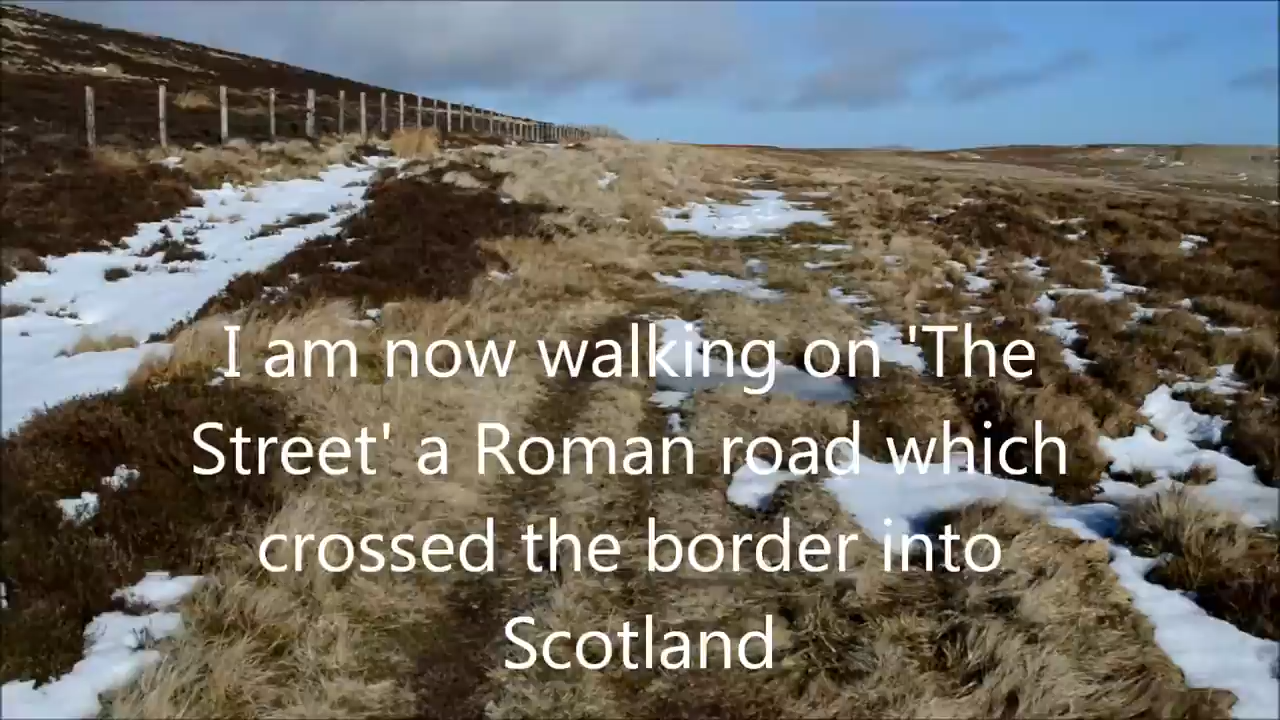 I am now walking on 'The
Street' a Roman road which
crossed the border into
Scotland